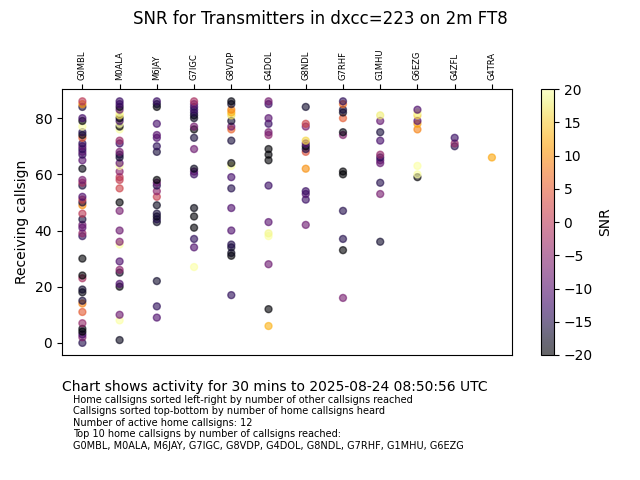 SNR for Transmitters in dxcc=223 on 2m FT8
G0MBL M0ALA M6JAY G7IGC G8VDP G4DOL G8NDL G7RHF G1MHU G6EZG G4ZFL G4TRA
80
60
40
20
0
Receiving callsign
20
15
10
5
0
−5
−10
−15
−20
SNR
Chart shows activity for 30 mins to 2025-08-24 08:50:56 UTC
Home callsigns sorted left-right by number of other callsigns reached
Callsigns sorted top-bottom by number of home callsigns heard
Number of active home callsigns: 12
Top 10 home callsigns by number of callsigns reached:
G0MBL, M0ALA, M6JAY, G7IGC, G8VDP, G4DOL, G8NDL, G7RHF, G1MHU, G6EZG